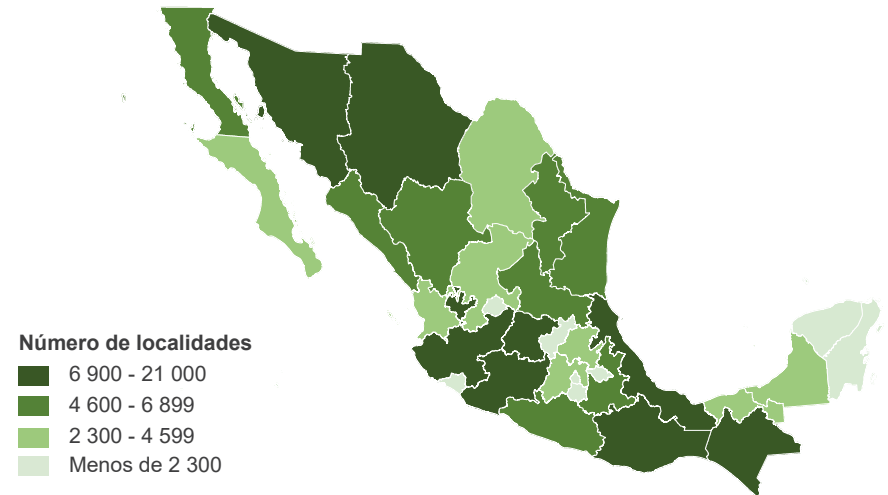 Número de localidades
6 900 - 21 000
4 600 - 6 899
2 300 - 4 599
Menos de 2 300